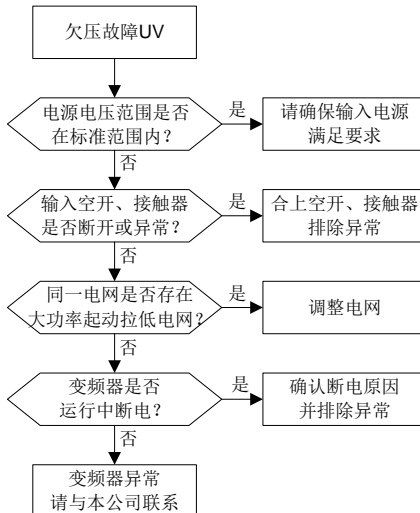 欠压故障UV
电源电压范围是否
在标准范围内？
是
请确保输入电源
满足要求
否
输入空开、接触器
是否断开或异常？
是
合上空开、接触器
排除异常
否
同一电网是否存在
大功率起动拉低电网？
是
调整电网
否
变频器是否
运行中断电？
是
确认断电原因
并排除异常
否
变频器异常
请与本公司联系